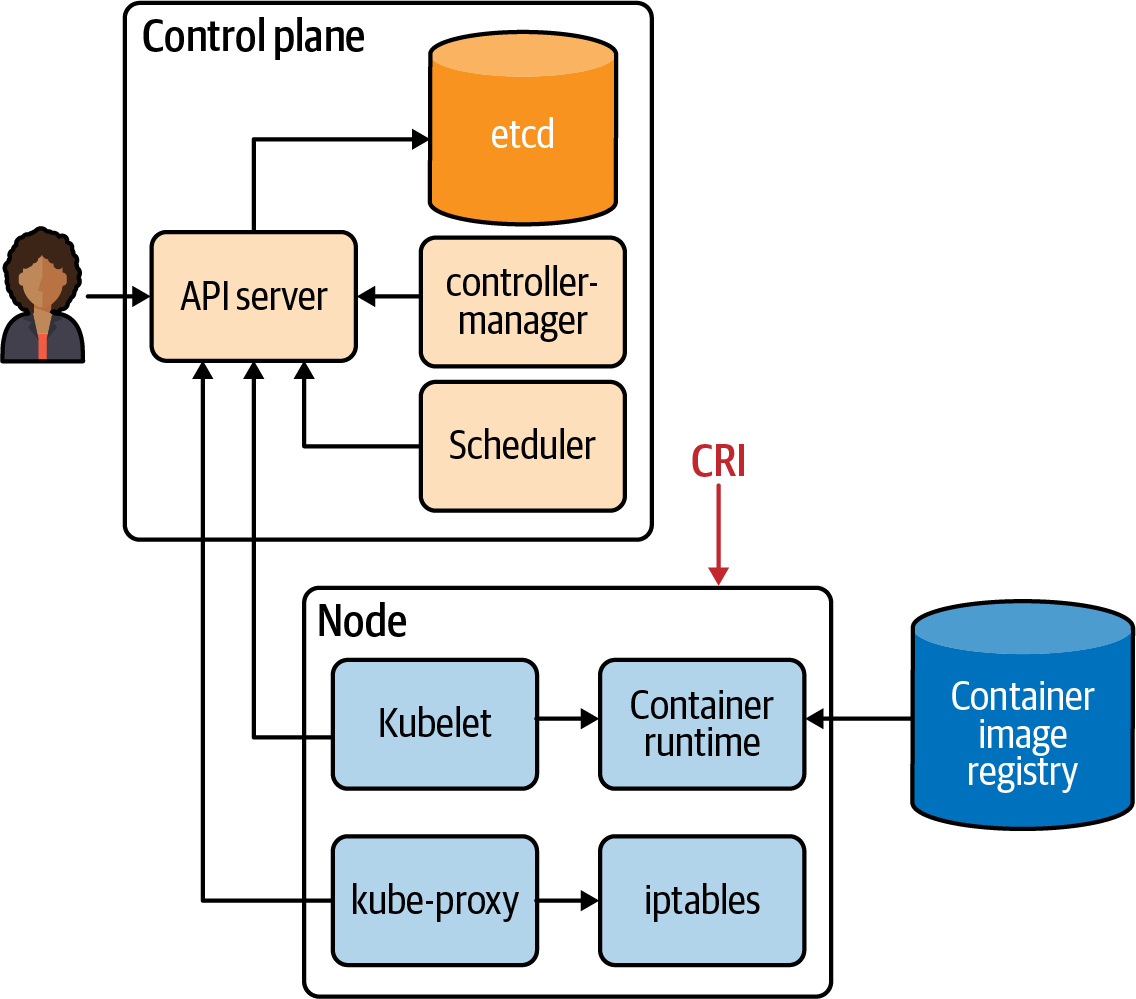 Control plane
etcd
API server
controller-
manager
Scheduler
CRI
Node
Kubelet
Container
runtime
Container
image
registry
kube-proxy
iptables